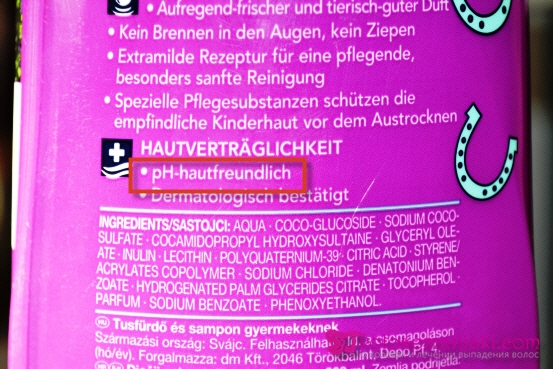 • Aufregend-frischer und tierisch-guter Duft
• Kein Brennen in den Augen, kein Ziepen
• Extramilde Rezeptur für eine pflegende,
besonders sanfte Reinigung
• Spezielle Pflegesubstanzen schützen die
empfindliche Kinderhaut vor dem Austrocknen
HAUTVERTRÄGLICHKEIT
• pH-hautfreundlich
• Dermatologisch bestätigt
INGREDIENTS/SASTOJCI: AQUA · COCO-GLUCOSIDE · SODIUM COCO-
SULFATE · COCAMIDOPROPYL HYDROXYSULTAINE · GLYCERYL OLE-
ATE · INULIN · LECITHIN · POLYQUATERNIUM-39 · CITRIC ACID · STYRENE/
ACRYLATES COPOLYMER · SODIUM CHLORIDE · DENATONIUM BEN-
ZOATE · HYDROGENATED PALM GLYCERIDES CITRATE · TOCOPHEROL ·
PARFUM · SODIUM BENZOATE · PHENOXYETHANOL.
HU Tusfürdő és sampon gyermekeknek
Származási ország: Svájc. Felhasználható: a csomagoláson
(hó/év). Forgalmazza: dm Kft., 2046 Törökbálint, Depo Pf. 4.
выпадения волос